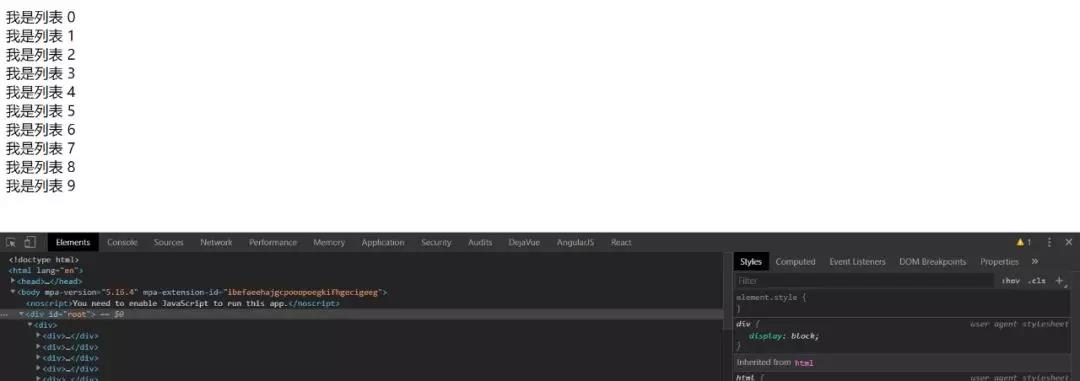 我是列表 0
我是列表 1
我是列表 2
我是列表 3
我是列表 4
我是列表 5
我是列表 6
我是列表 7
我是列表 8
我是列表 9
Elements Console Sources Network Performance Memory Application Security Audits DejaVue AngularJS React 1
<!doctype html>
<html lang="en">
<head>…</head>
<body mpa-version="5.16.4" mpa-extension-id="ibefaeehajgcpooopoegkifhgecigeeg">
<noscript>You need to enable JavaScript to run this app.</noscript>
<div id="root"> == $0
<div>
<div>…</div>
<div>…</div>
<div>…</div>
<div>…</div>
Styles Computed Event Listeners DOM Breakpoints Properties »
Filter :hov .cls +
element.style {
}
div { user agent stylesheet
display: block;
}
Inherited from html
html { user agent stylesheet